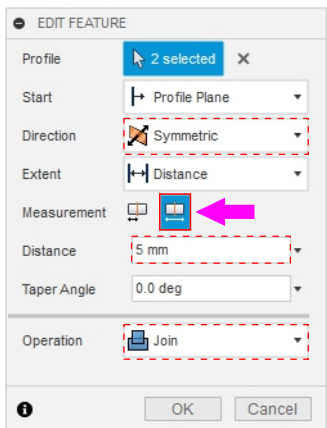 EDIT FEATURE
Profile 2 selected
Start Profile Plane
Direction Symmetric
Extent Distance
Measurement
Distance 5 mm
Taper Angle 0.0 deg
Operation Join
OK Cancel